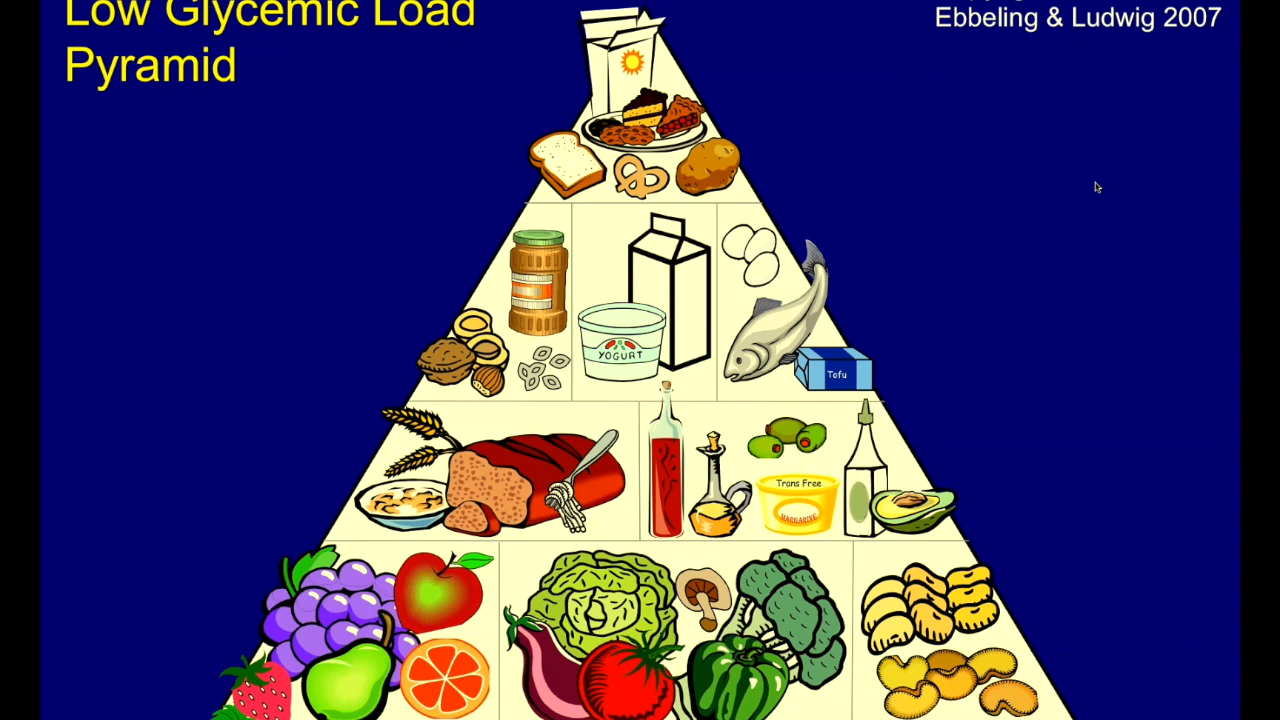 Low Glycemic Load
Pyramid
Ebbeling & Ludwig 2007
YOGURT
Tofu
Trans Free
MARGARINE